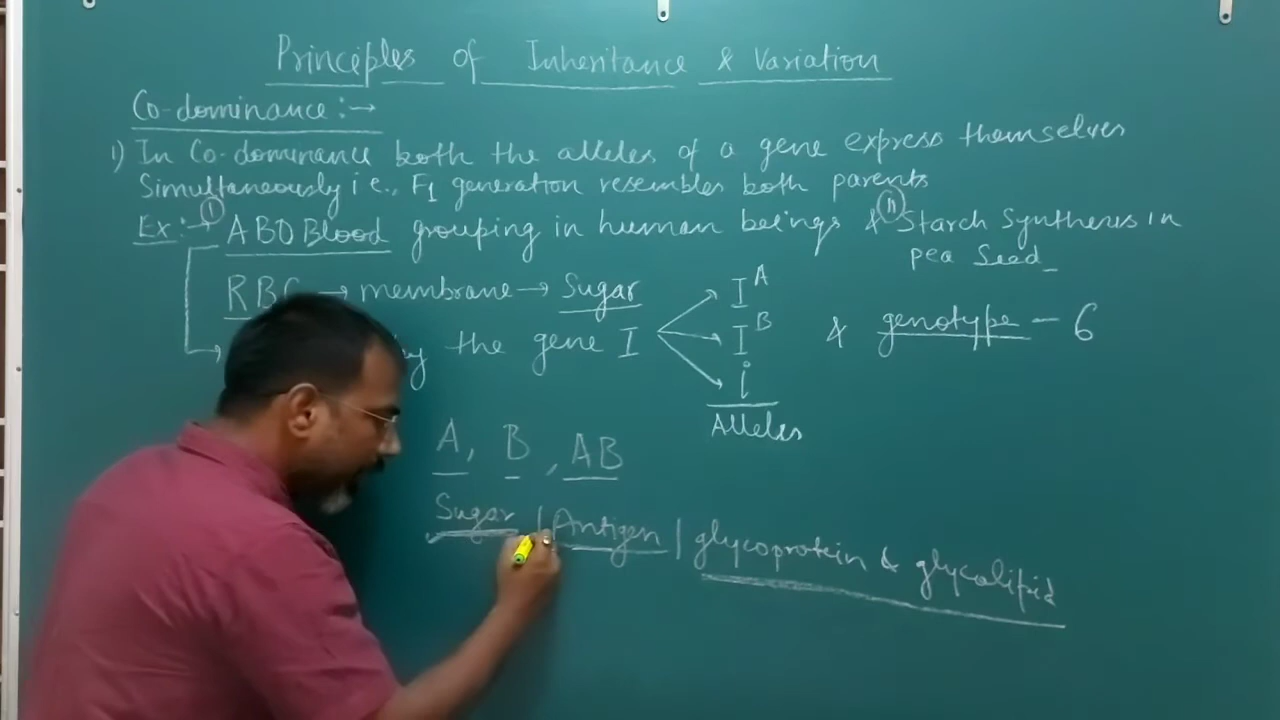 Principles of Inheritance & Variation
Co-dominance :→
1) In Co-dominance both the alleles of a gene express themselves
Simultaneously i.e., F1 generation resembles both parents
Ex:→ (I) ABO Blood grouping in human beings & (II) Starch Synthesis in
pea Seed
RBC → membrane → Sugar
the gene I
I^A
I^B
i
Alleles
& genotype - 6
A, B, AB
Sugar | Antigen | glycoprotein & glycolipid